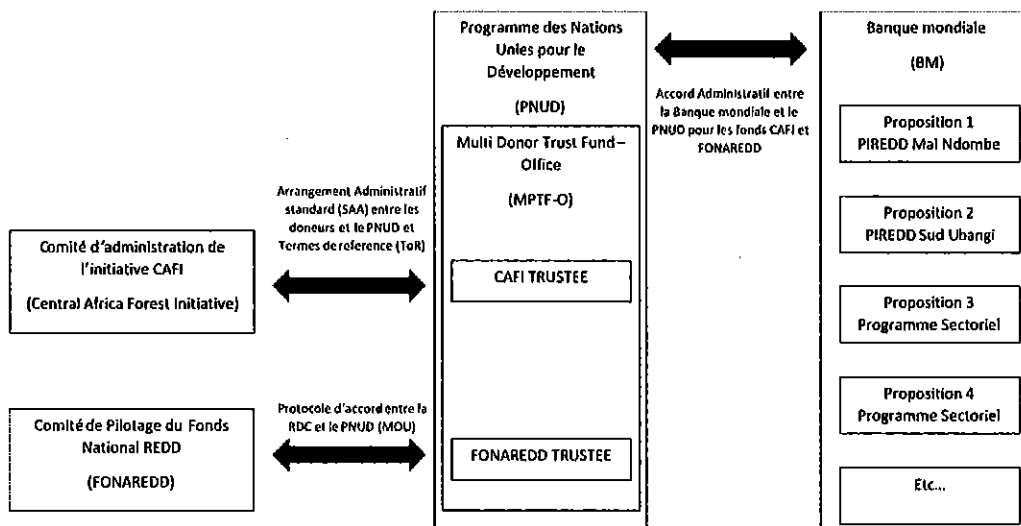 Programme des Nations
Unies pour le
Développement
(PNUD)
Multi Donor Trust Fund–
Office
(MPTF-O)
CAFI TRUSTEE
FONAREDD TRUSTEE
Arrangement Administratif
standard (SAA) entre les
doneurs et le PNUD et
Termes de reference (ToR)
Comité d'administration de
l'initiative CAFI
(Central Africa Forest Initiative)
Protocole d'accord entre la
RDC et le PNUD (MOU)
Comité de Pilotage du Fonds
National REDD
(FONAREDD)
Accord Administratif entre
la Banque mondiale et le
PNUD pour les fonds CAFI et
FONAREDD
Banque mondiale
(BM)
Proposition 1
PIREDD Mai Ndombe
Proposition 2
PIREDD Sud Ubangi
Proposition 3
Programme Sectoriel
Proposition 4
Programme Sectoriel
Etc...